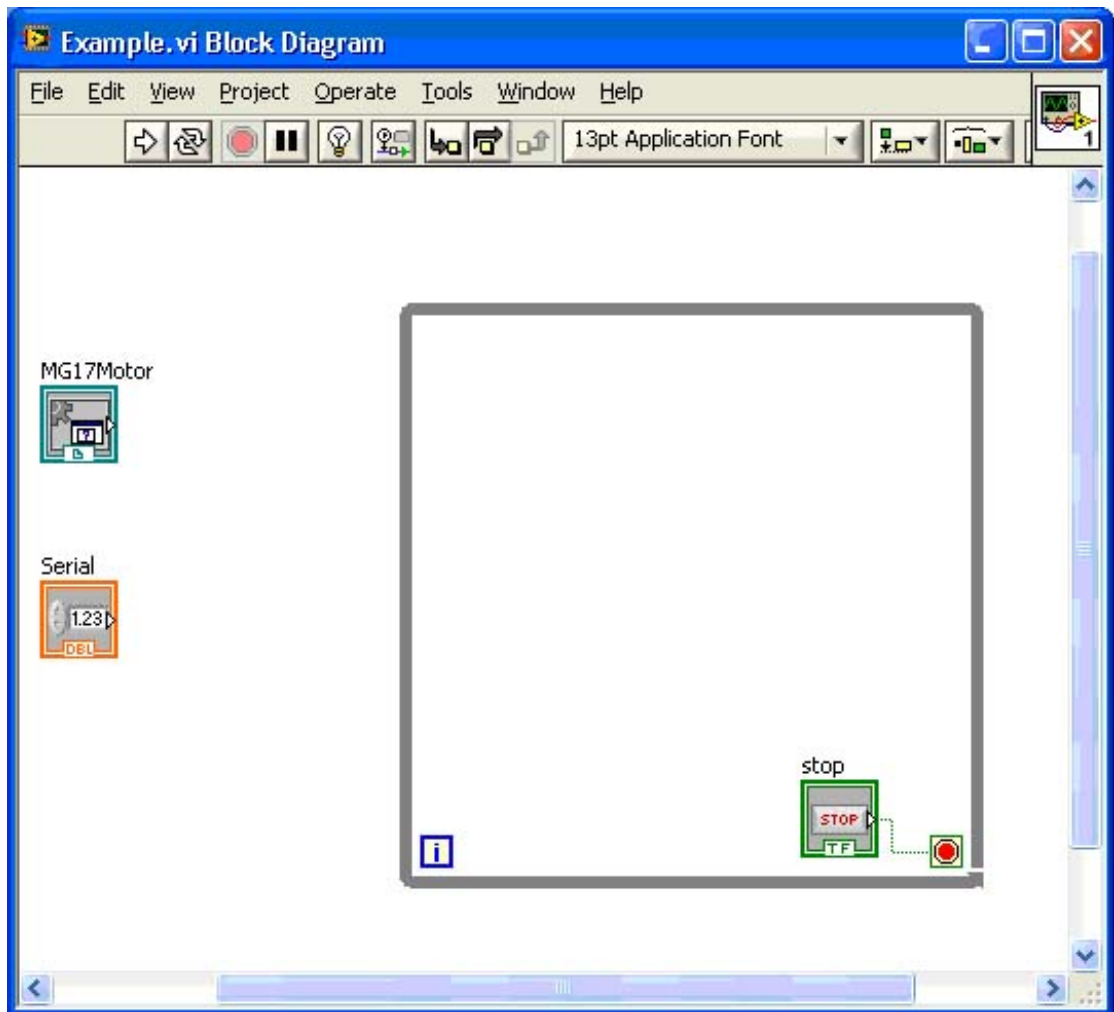 Example.vi Block Diagram
File Edit View Project Operate Tools Window Help
13pt Application Font
1
MG17Motor
?
Serial
1.23
DBL
stop
STOP
TF
i